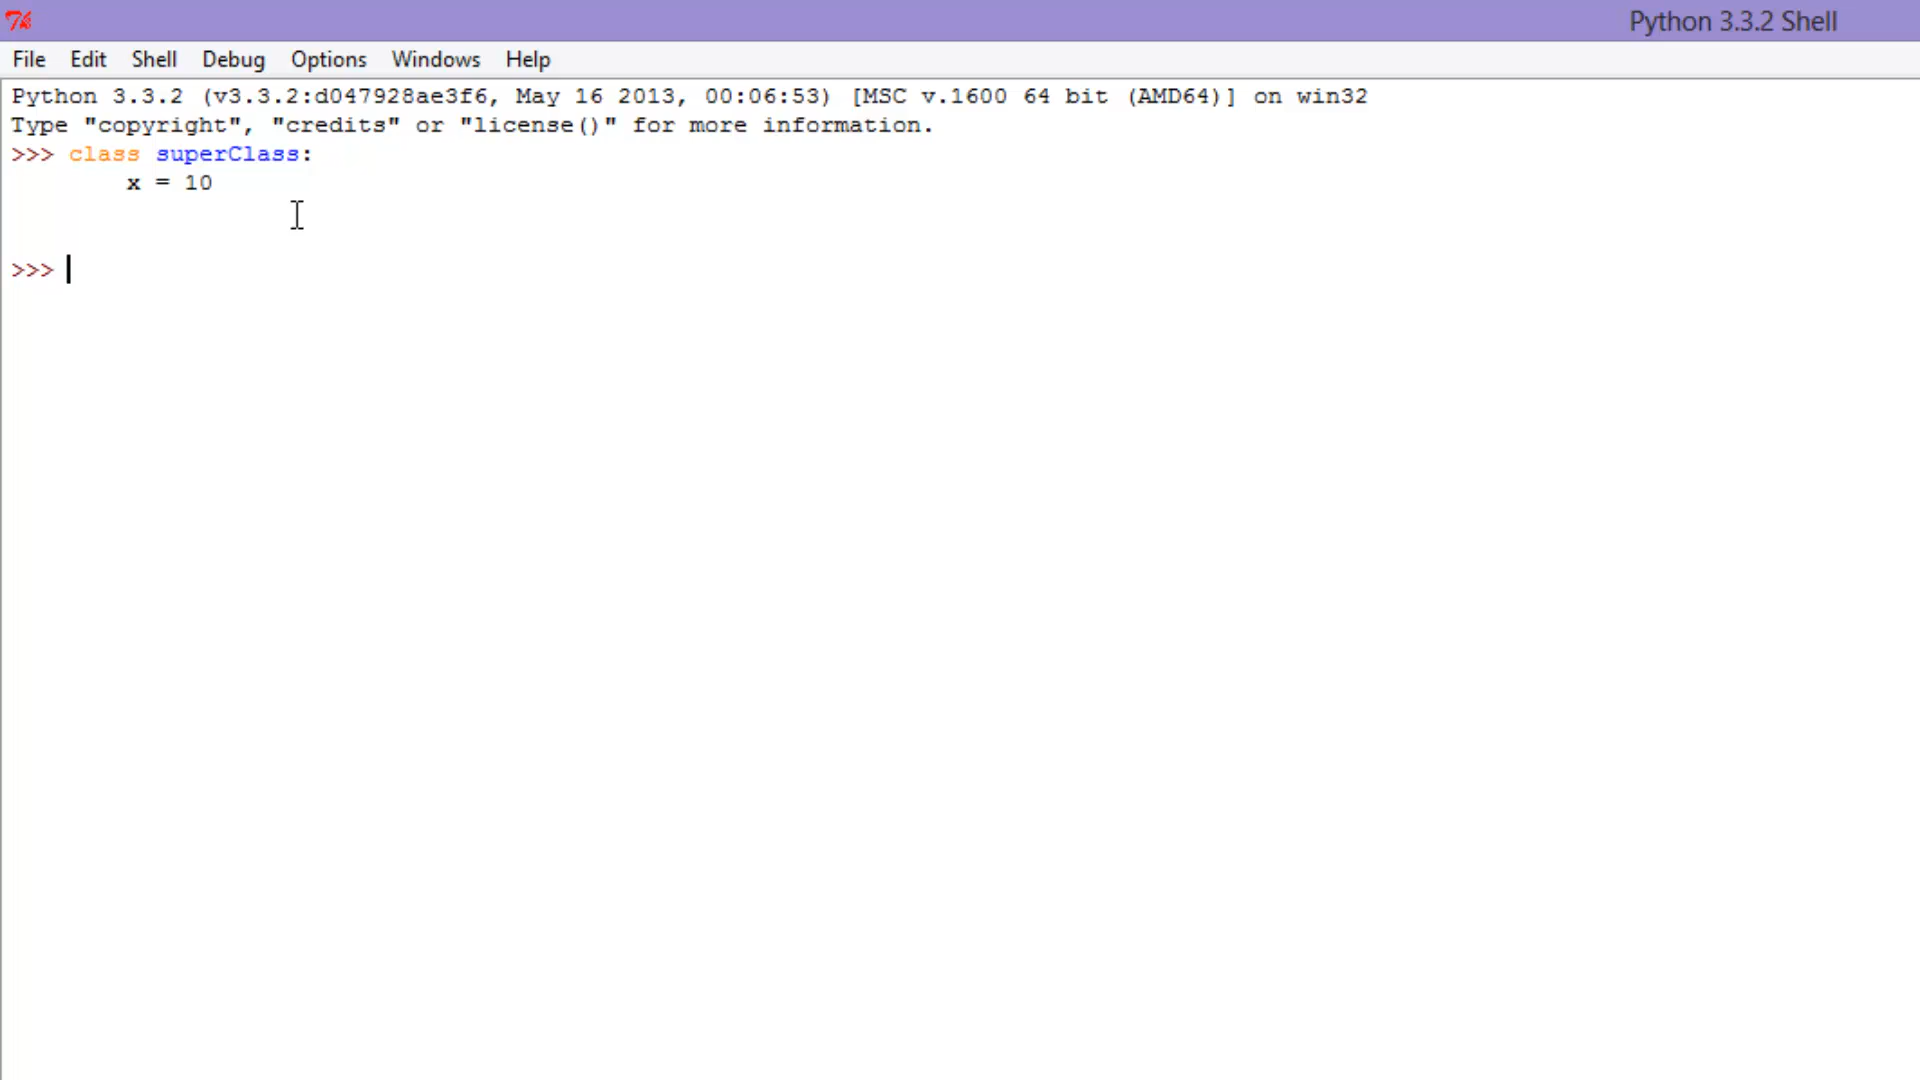 Python 3.3.2 Shell
File Edit Shell Debug Options Windows Help
Python 3.3.2 (v3.3.2:d047928ae3f6, May 16 2013, 00:06:53) [MSC v.1600 64 bit (AMD64)] on win32
Type "copyright", "credits" or "license()" for more information.
>>> class superClass:
        x = 10
>>>